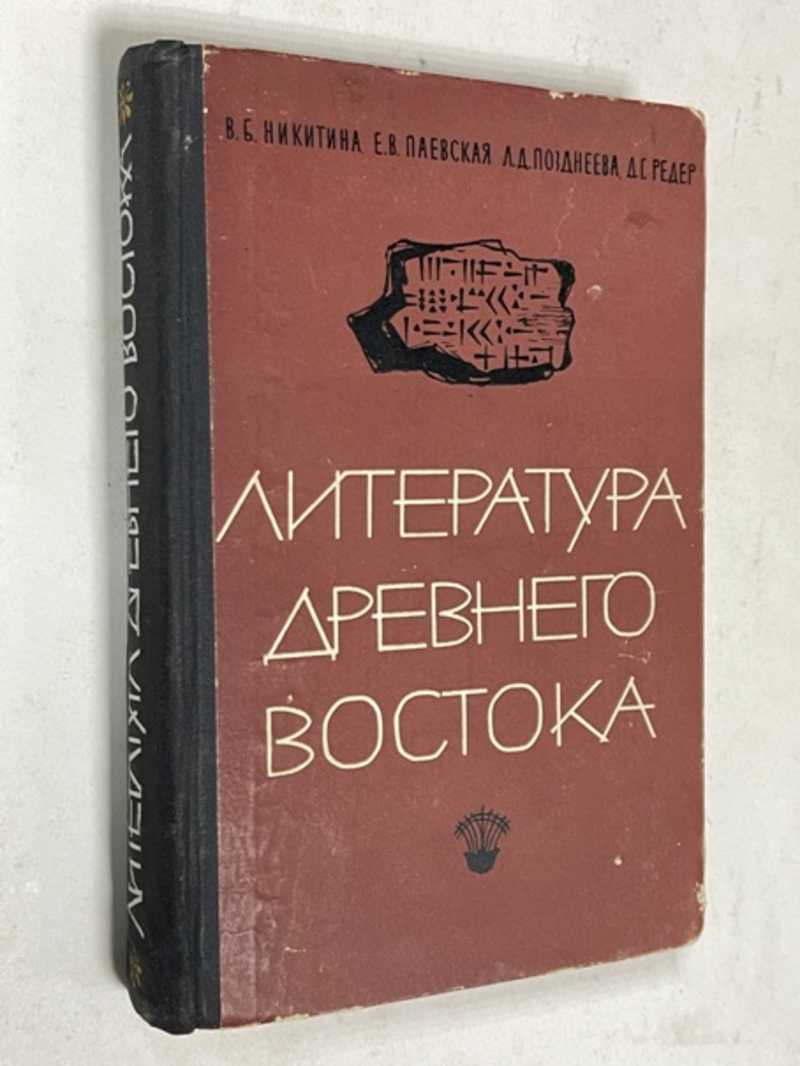 В. Б. НИКИТИНА, Е. В. ПАЕВСКАЯ, Л. Д. ПОЗДНЕЕВА, Д. Г. РЕДЕР
ЛИТЕРАТУРА
ДРЕВНЕГО
ВОСТОКА
ЛИТЕРАТУРА ДРЕВНЕГО ВОСТОКА